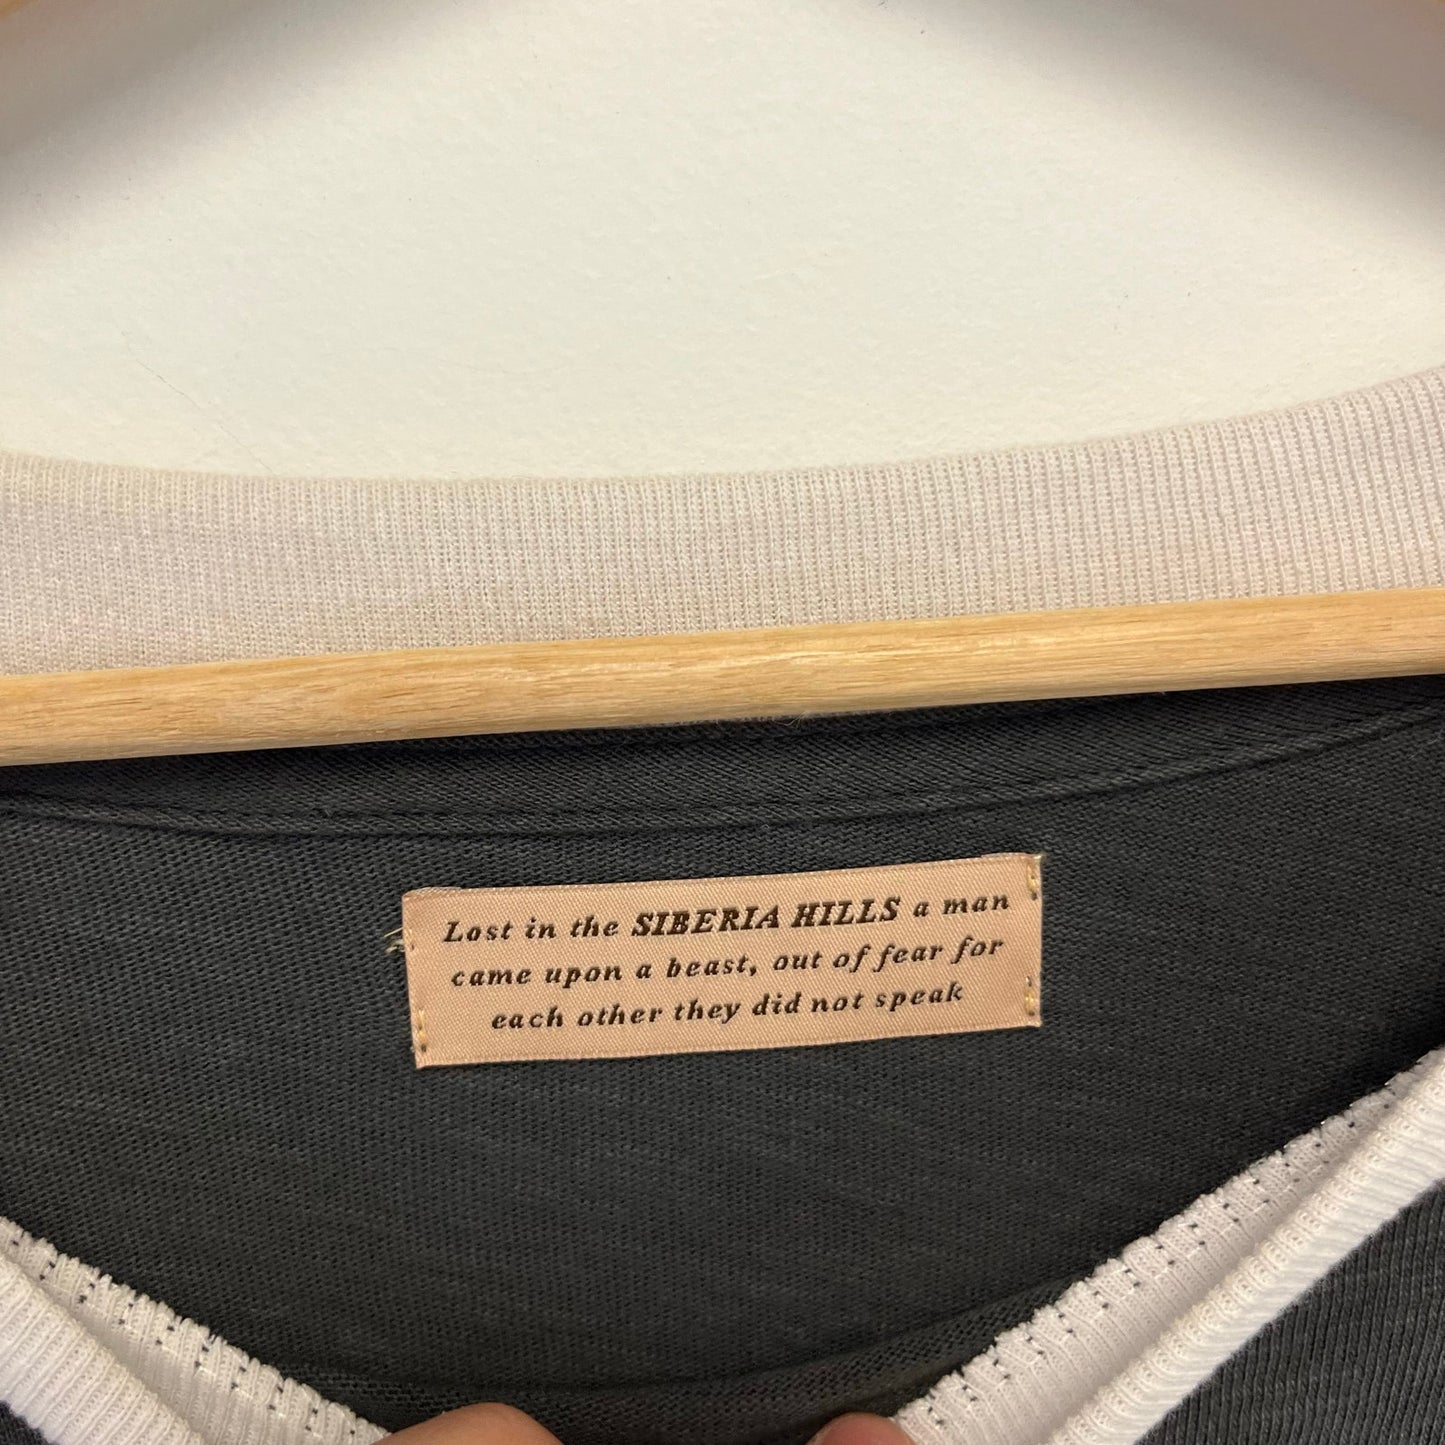 Lost in the SIBERIA HILLS a man
came upon a beast, out of fear for
each other they did not speak